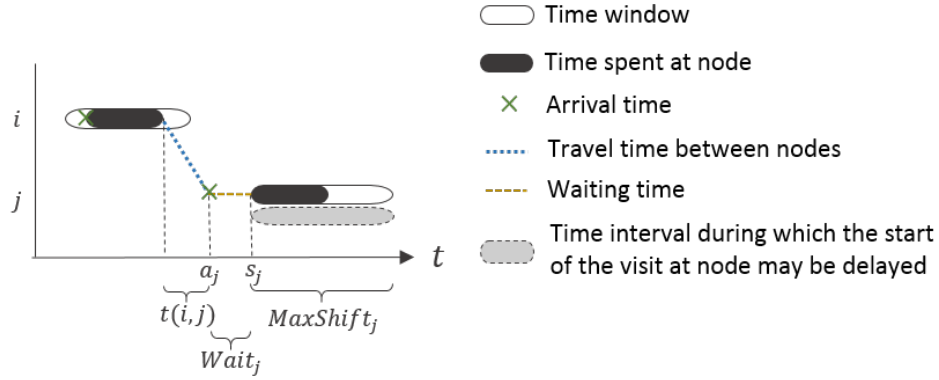 i
j
t
a_j
s_j
t(i,j)
MaxShift_j
Wait_j
Time window
Time spent at node
Arrival time
Travel time between nodes
Waiting time
Time interval during which the start
of the visit at node may be delayed